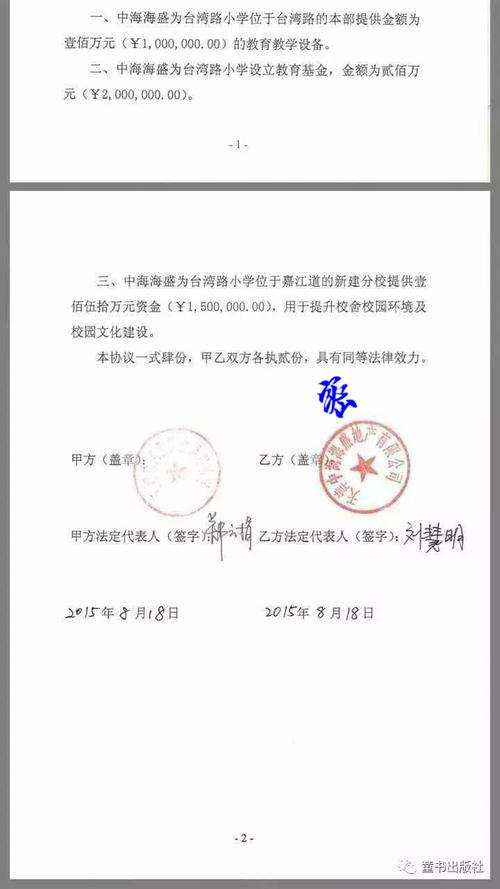 一、中海海盛为台湾路小学位于台湾路的本部提供金额为
壹佰万元（￥1,000,000.00）的教育教学设备。
二、中海海盛为台湾路小学设立教育基金，金额为贰佰万
元（￥2,000,000.00）。
- 1 -
三、中海海盛为台湾路小学位于嘉江道的新建分校提供壹
佰伍拾万元资金（￥1,500,000.00），用于提升校舍校园环境及
校园文化建设。
本协议一式肆份，甲乙双方各执贰份，具有同等法律效力。
甲方（盖章）：
乙方（盖章）：
天津中海海盛地产有限公司
甲方法定代表人（签字）：
乙方法定代表人（签字）：刘慧明
2015年8月18日
2015年8月18日
- 2 -
童书出版社